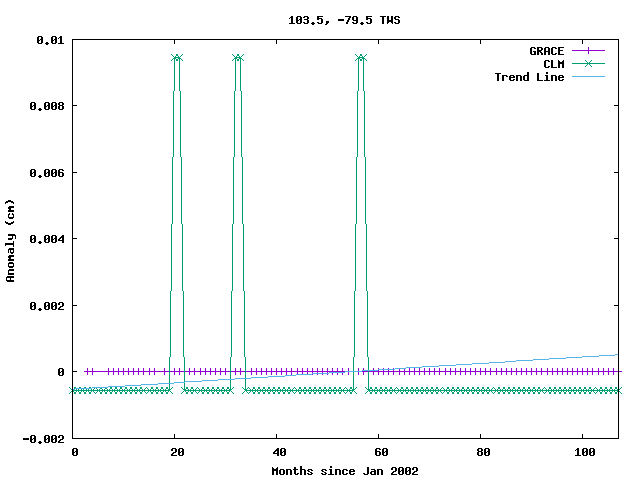 103.5, -79.5 TWS
0.01
0.008
0.006
0.004
0.002
0
-0.002
Anomaly (cm)
GRACE
CLM
Trend Line
0 20 40 60 80 100
Months since Jan 2002